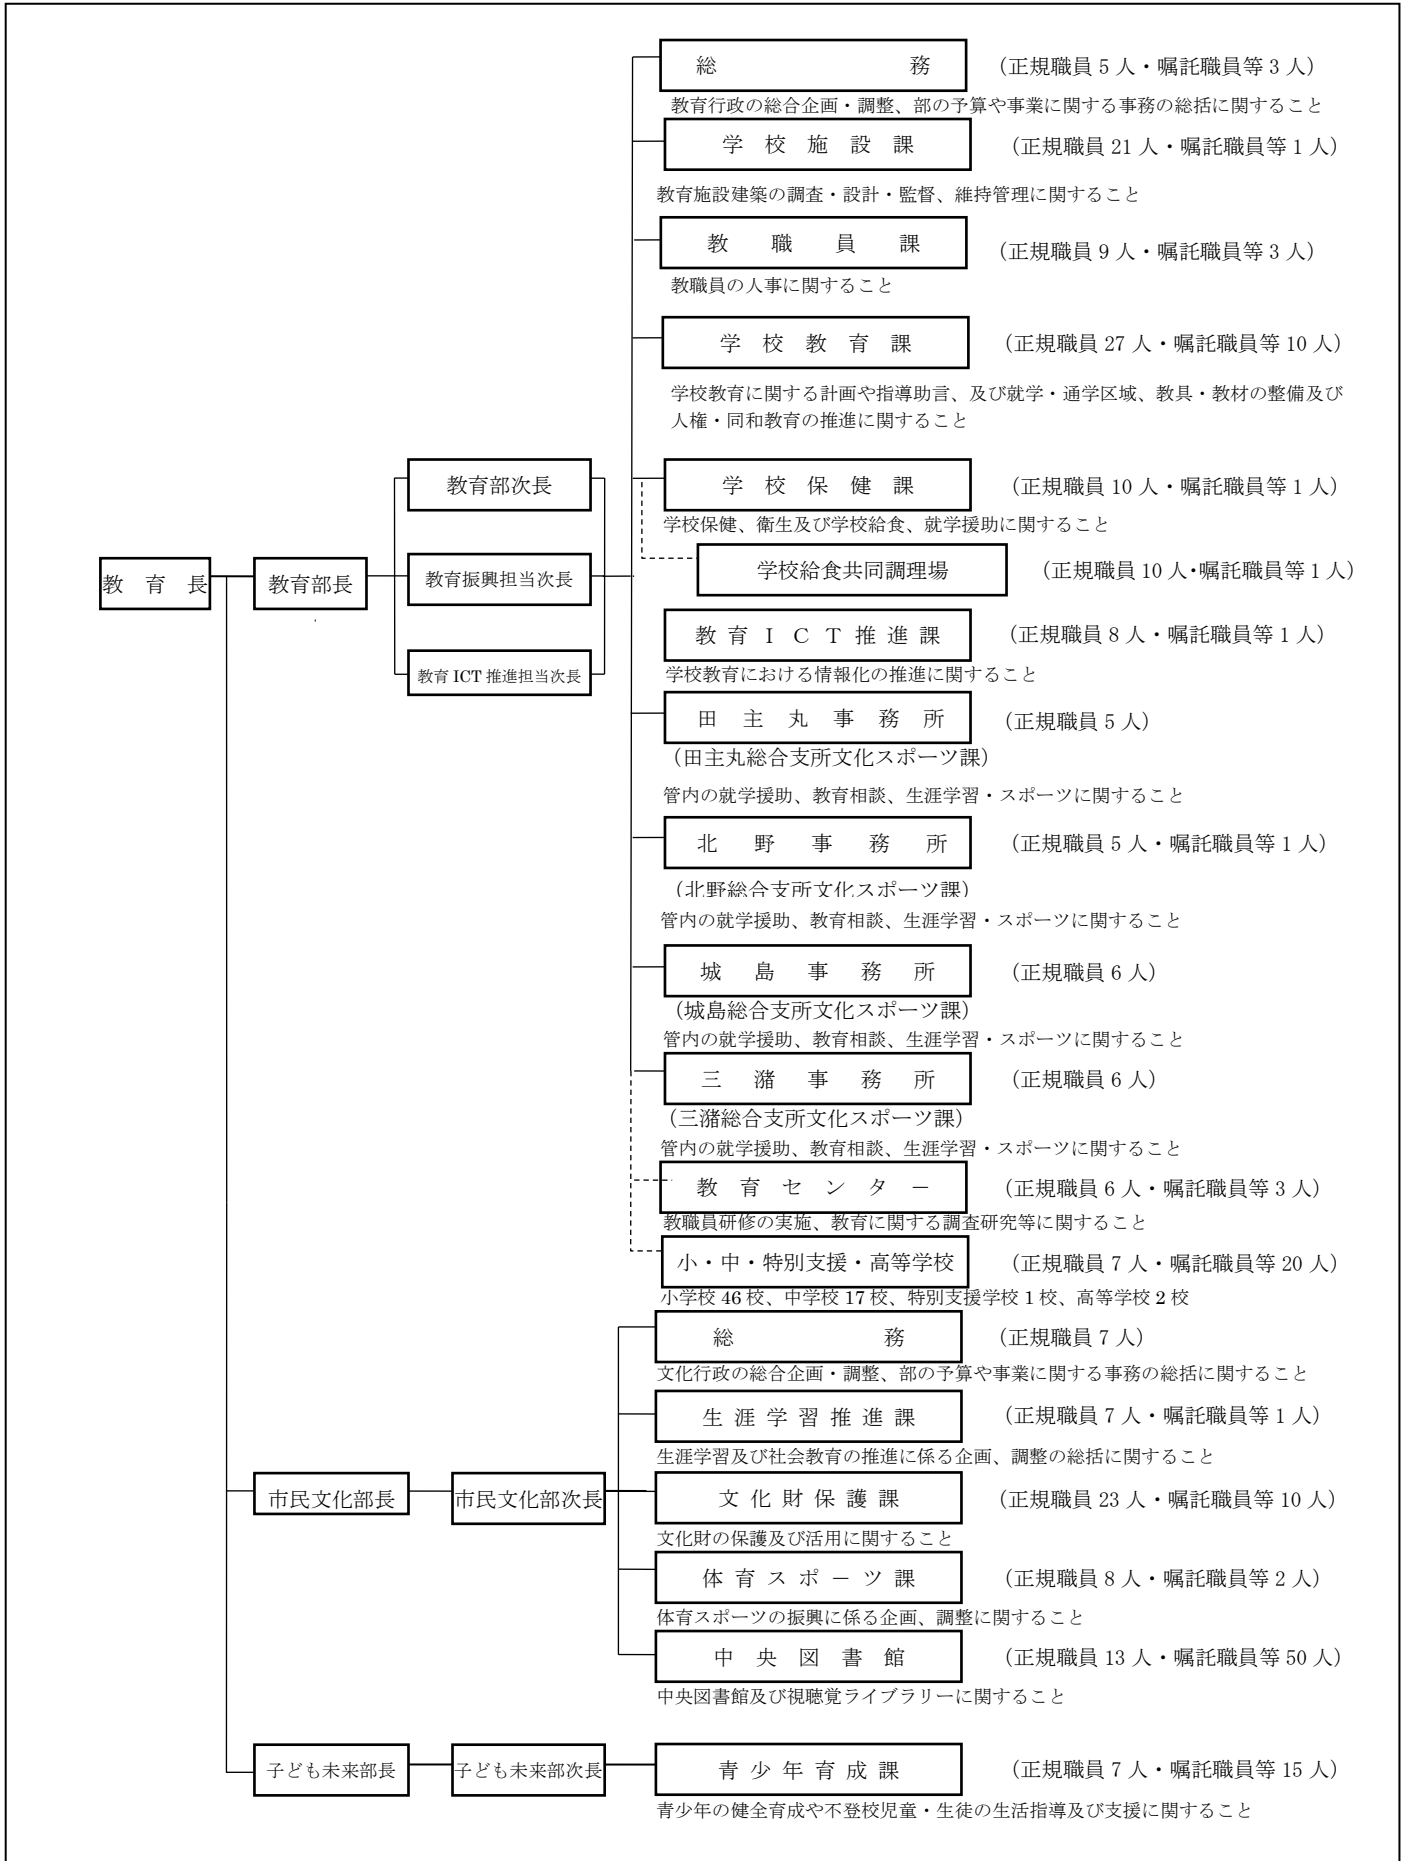 総務 (正規職員 5 人・嘱託職員等 3 人)
教育行政の総合企画・調整、部の予算や事業に関する事務の総括に関すること
学校施設課 (正規職員 21 人・嘱託職員等 1 人)
教育施設建築の調査・設計・監督、維持管理に関すること
教職員課 (正規職員 9 人・嘱託職員等 3 人)
教職員の人事に関すること
学校教育課 (正規職員 27 人・嘱託職員等 10 人)
学校教育に関する計画や指導助言、及び就学・通学区域、教具・教材の整備及び
人権・同和教育の推進に関すること
教育部次長
学校保健課 (正規職員 10 人・嘱託職員等 1 人)
学校保健、衛生及び学校給食、就学援助に関すること
教育長
教育部長
教育振興担当次長
学校給食共同調理場 (正規職員 10 人・嘱託職員等 1 人)
教育ICT推進課 (正規職員 8 人・嘱託職員等 1 人)
教育 ICT 推進担当次長
学校教育における情報化の推進に関すること
田主丸事務所 (正規職員 5 人)
(田主丸総合支所文化スポーツ課)
管内の就学援助、教育相談、生涯学習・スポーツに関すること
北野事務所 (正規職員 5 人・嘱託職員等 1 人)
(北野総合支所文化スポーツ課)
管内の就学援助、教育相談、生涯学習・スポーツに関すること
城島事務所 (正規職員 6 人)
(城島総合支所文化スポーツ課)
管内の就学援助、教育相談、生涯学習・スポーツに関すること
三潴事務所 (正規職員 6 人)
(三潴総合支所文化スポーツ課)
管内の就学援助、教育相談、生涯学習・スポーツに関すること
教育センター (正規職員 6 人・嘱託職員等 3 人)
教職員研修の実施、教育に関する調査研究等に関すること
小・中・特別支援・高等学校 (正規職員 7 人・嘱託職員等 20 人)
小学校 46 校、中学校 17 校、特別支援学校 1 校、高等学校 2 校
総務 (正規職員 7 人)
文化行政の総合企画・調整、部の予算や事業に関する事務の総括に関すること
生涯学習推進課 (正規職員 7 人・嘱託職員等 1 人)
生涯学習及び社会教育の推進に係る企画、調整の総括に関すること
市民文化部長
市民文化部次長
文化財保護課 (正規職員 23 人・嘱託職員等 10 人)
文化財の保護及び活用に関すること
体育スポーツ課 (正規職員 8 人・嘱託職員等 2 人)
体育スポーツの振興に係る企画、調整に関すること
中央図書館 (正規職員 13 人・嘱託職員等 50 人)
中央図書館及び視聴覚ライブラリーに関すること
子ども未来部長
子ども未来部次長
青少年育成課 (正規職員 7 人・嘱託職員等 15 人)
青少年の健全育成や不登校児童・生徒の生活指導及び支援に関すること